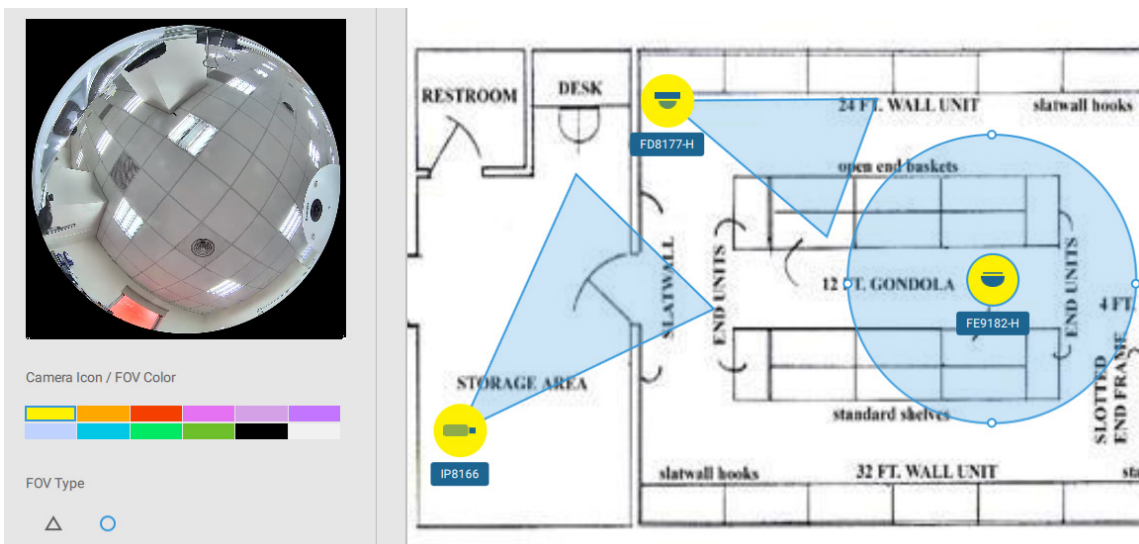 Camera Icon / FOV Color
FOV Type
RESTROOM
DESK
FD8177-H
24 FT. WALL UNIT
slatwall hooks
open end baskets
SLATWALL
END UNITS
12 FT. GONDOLA
FE9182-H
END UNITS
4 FT.
SLOTTED
END FRAME
STORAGE AREA
standard shelves
IP8166
slatwall hooks
32 FT. WALL UNIT
sta